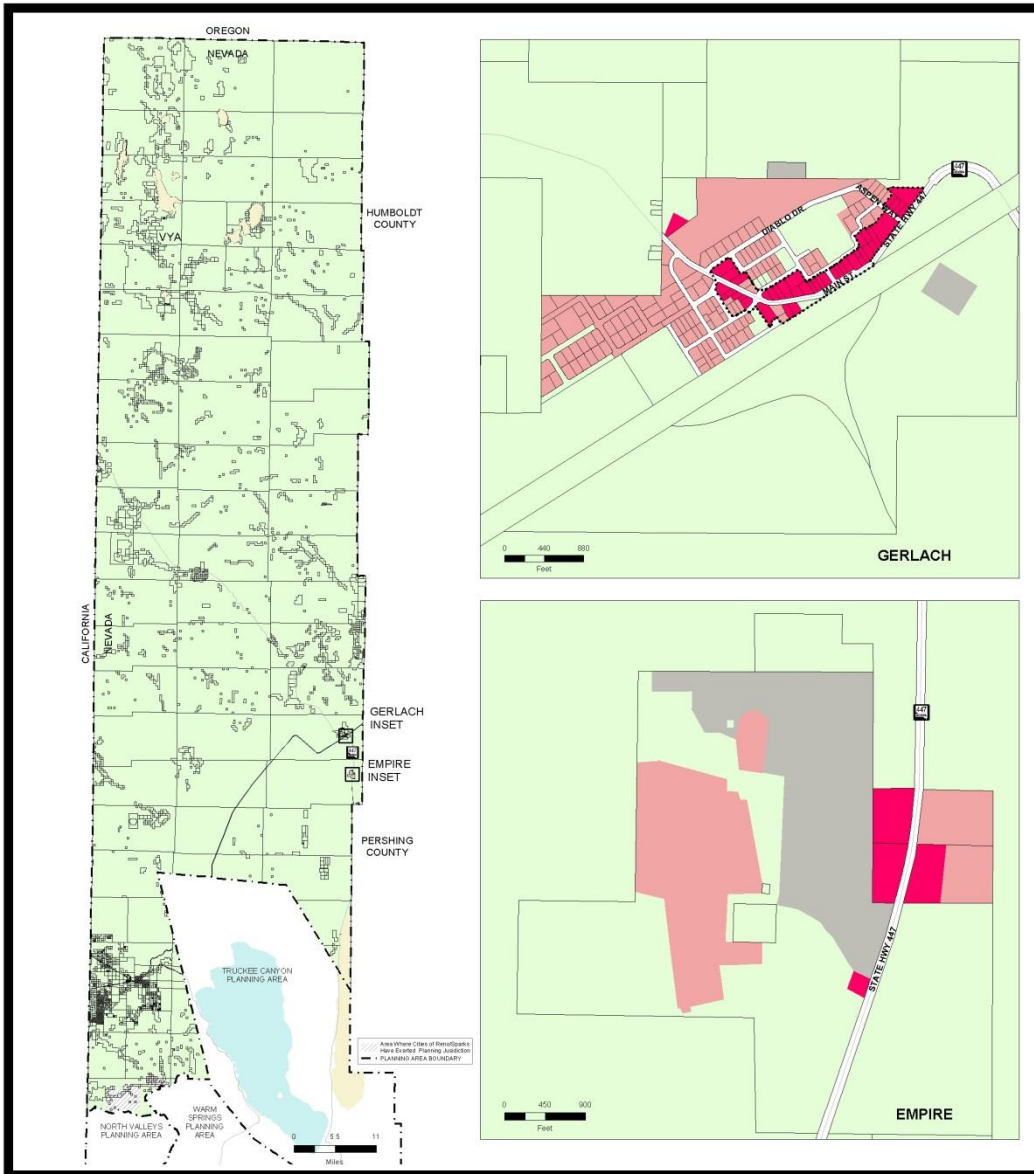 OREGON
NEVADA
HUMBOLDT
COUNTY
VYA
CALIFORNIA
NEVADA
GERLACH
INSET
447
EMPIRE
INSET
PERSHING
COUNTY
TRUCKEE CANYON
PLANNING AREA
Area Where Cities of Reno/Sparks
Have Exerted Planning Jurisdiction
PLANNING AREA BOUNDARY
WARM
SPRINGS
PLANNING
AREA
NORTH VALLEYS
PLANNING AREA
0 5.5 11
Miles
447
ASPEN WAY
STATE HWY 447
DIABLO DR
MAIN ST
0 440 880
Feet
GERLACH
447
STATE HWY 447
0 450 900
Feet
EMPIRE